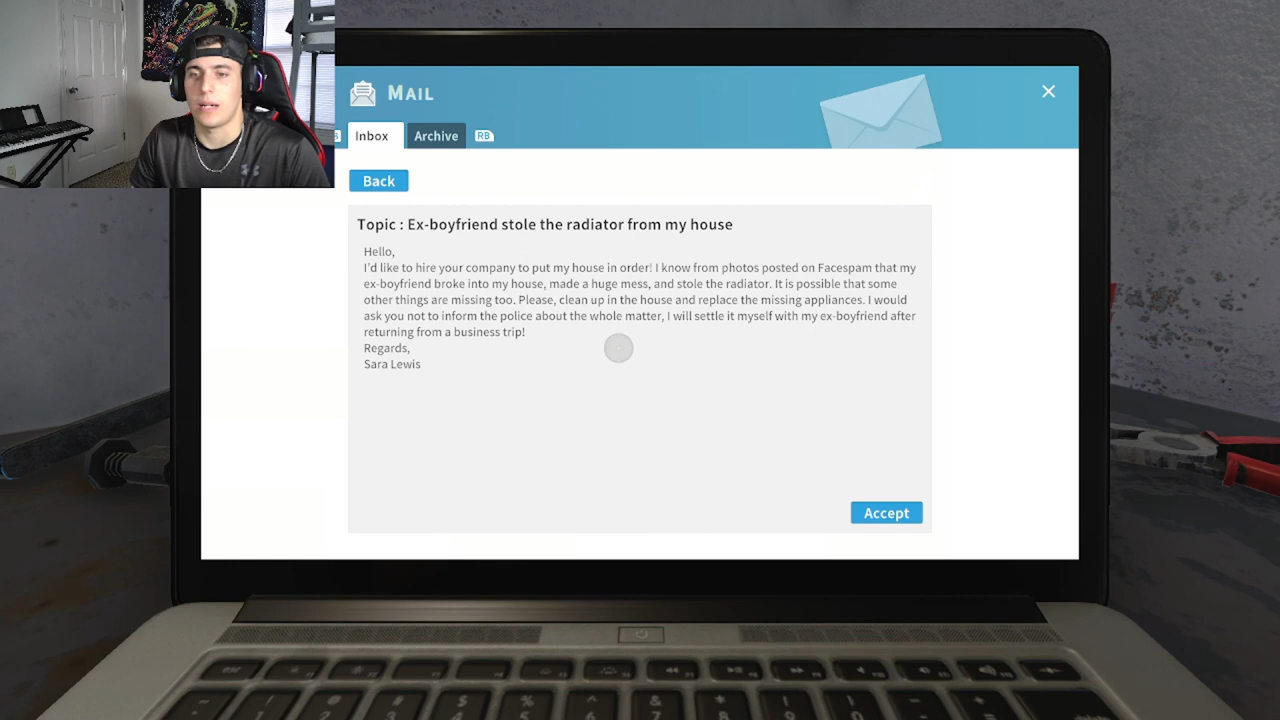 MAIL
Inbox Archive RB
Back
Topic : Ex-boyfriend stole the radiator from my house
Hello,
I'd like to hire your company to put my house in order! I know from photos posted on Facespam that my
ex-boyfriend broke into my house, made a huge mess, and stole the radiator. It is possible that some
other things are missing too. Please, clean up in the house and replace the missing appliances. I would
ask you not to inform the police about the whole matter, I will settle it myself with my ex-boyfriend after
returning from a business trip!
Regards,
Sara Lewis
Accept